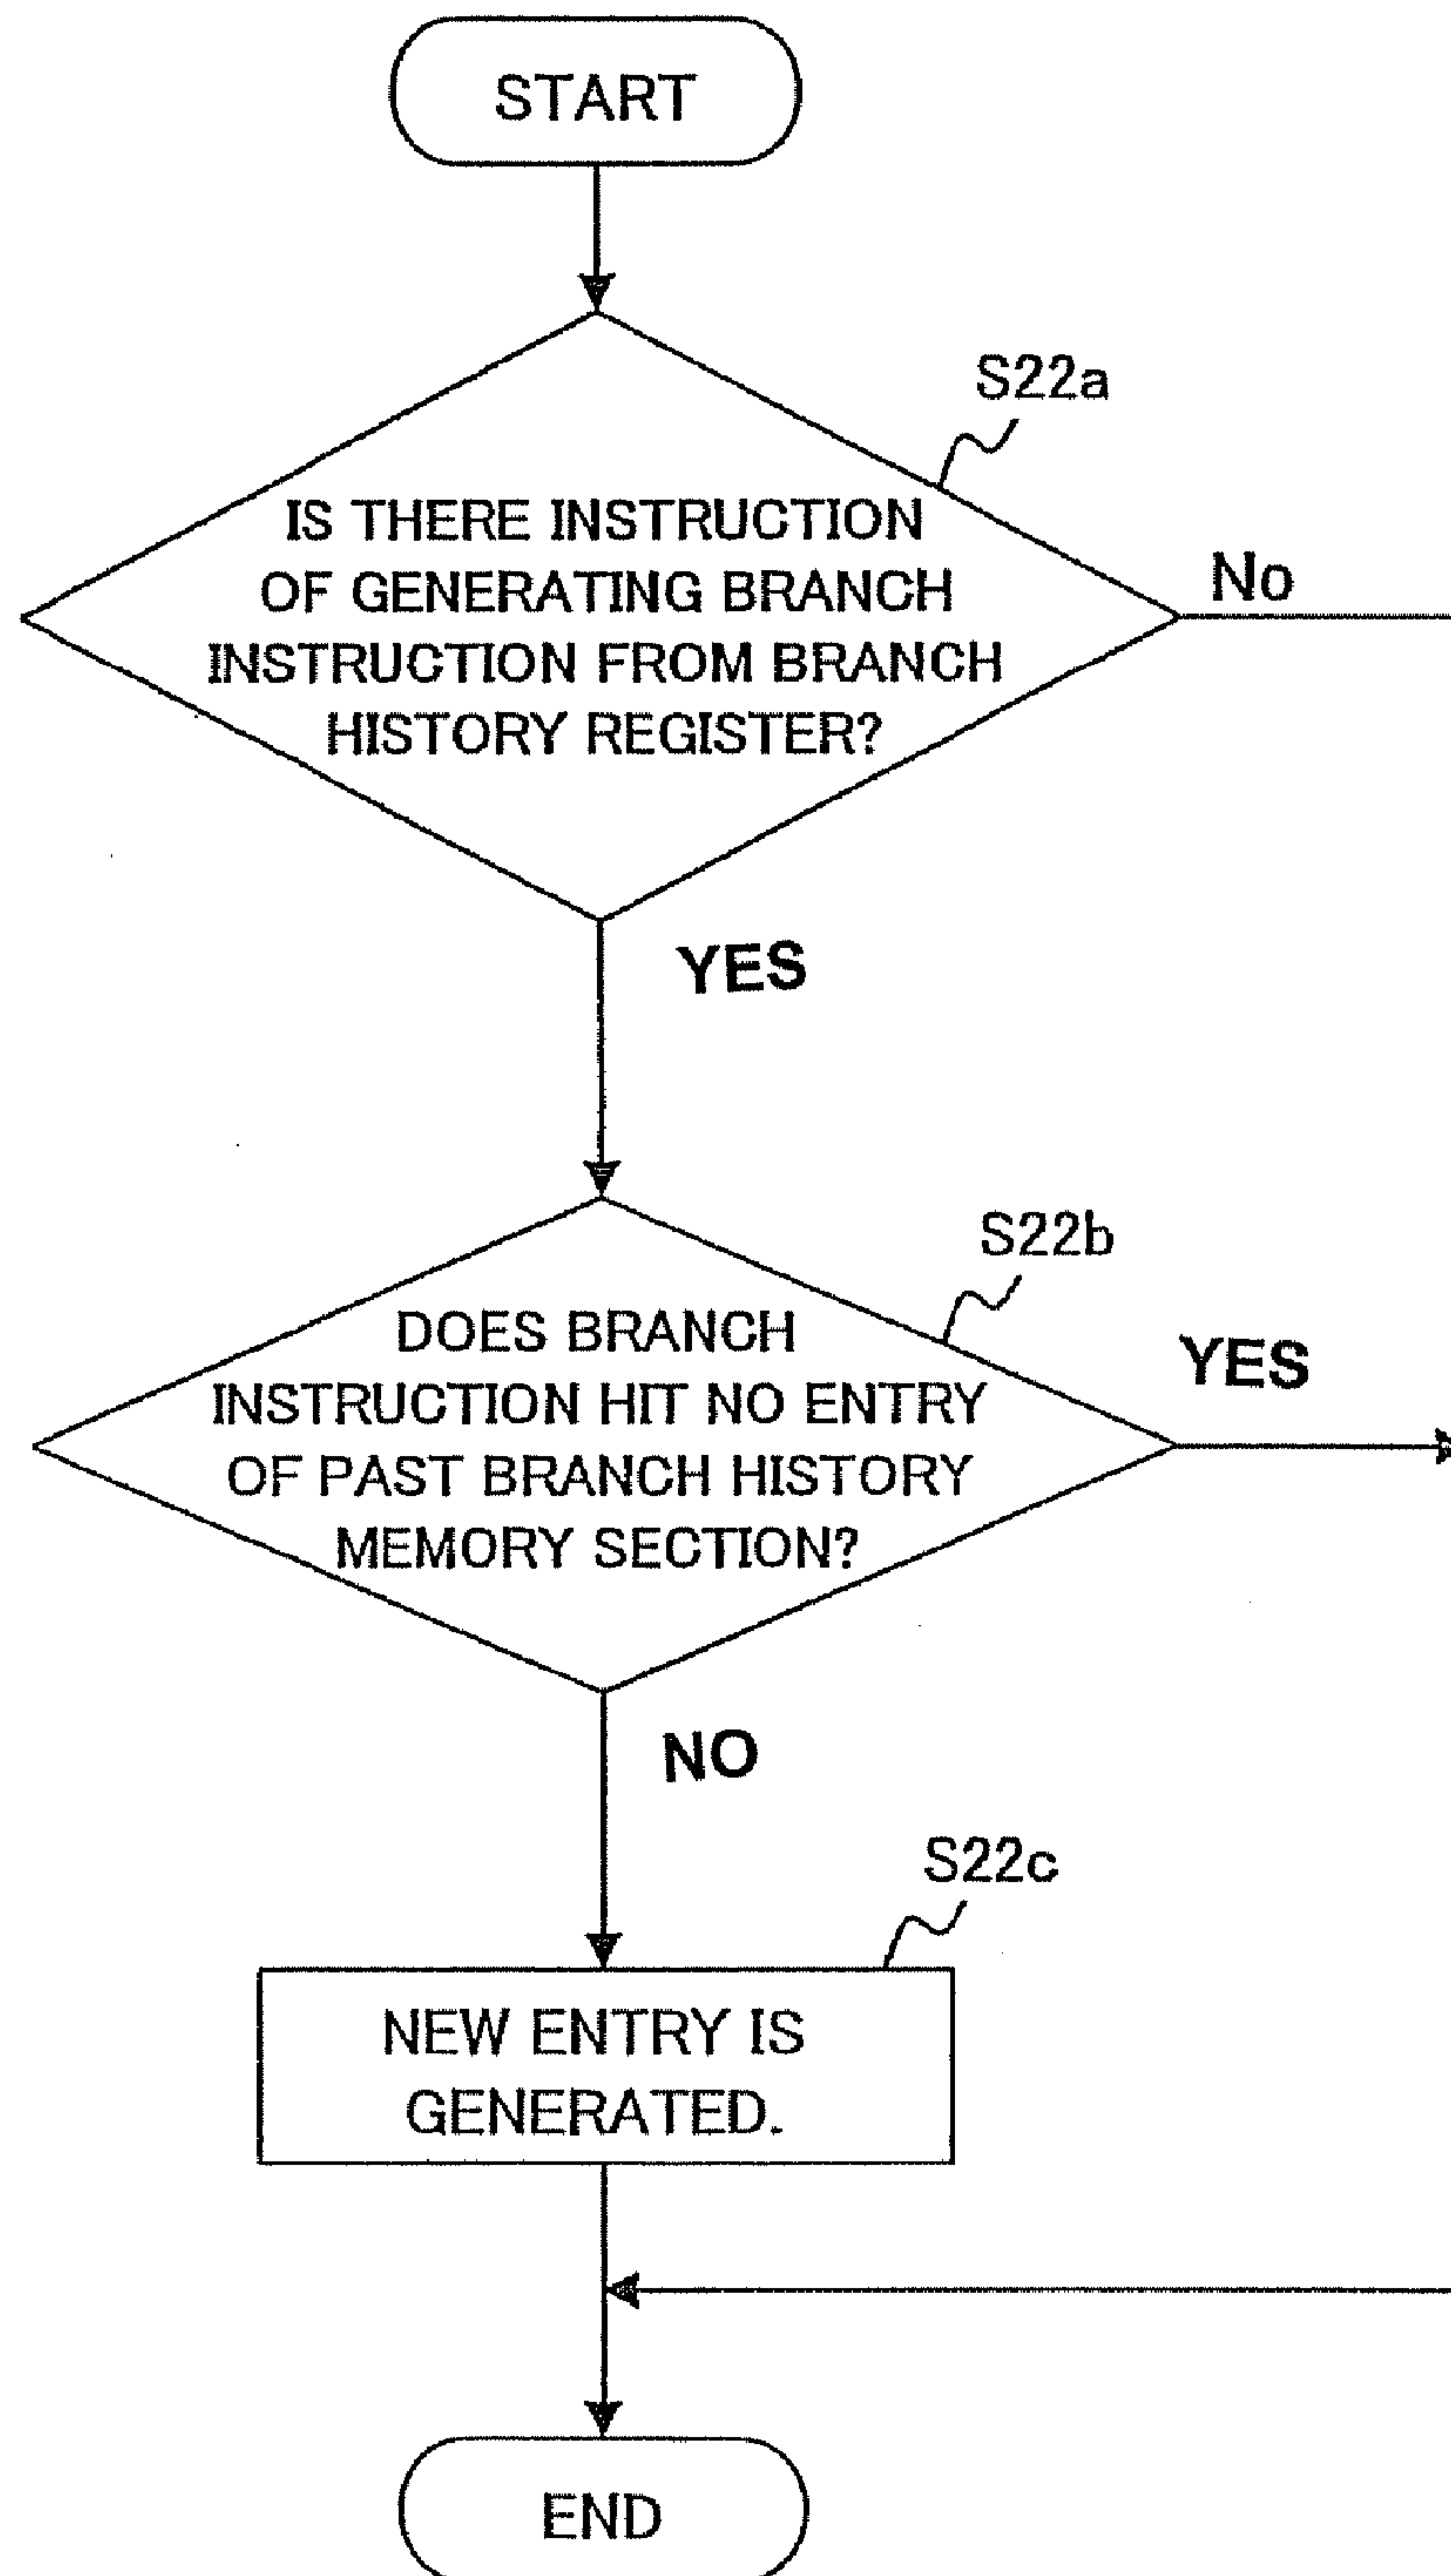 START
S22a
IS THERE INSTRUCTION
OF GENERATING BRANCH
INSTRUCTION FROM BRANCH
HISTORY REGISTER?
No
YES
S22b
DOES BRANCH
INSTRUCTION HIT NO ENTRY
OF PAST BRANCH HISTORY
MEMORY SECTION?
YES
NO
S22c
NEW ENTRY IS
GENERATED.
END